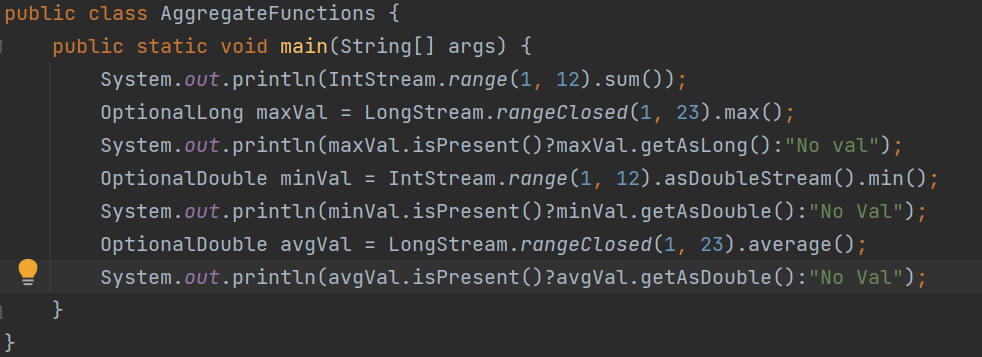 public class AggregateFunctions {
    public static void main(String[] args) {
        System.out.println(IntStream.range(1, 12).sum());
        OptionalLong maxVal = LongStream.rangeClosed(1, 23).max();
        System.out.println(maxVal.isPresent()?maxVal.getAsLong():"No val");
        OptionalDouble minVal = IntStream.range(1, 12).asDoubleStream().min();
        System.out.println(minVal.isPresent()?minVal.getAsDouble():"No Val");
        OptionalDouble avgVal = LongStream.rangeClosed(1, 23).average();
        System.out.println(avgVal.isPresent()?avgVal.getAsDouble():"No Val");
    }
}